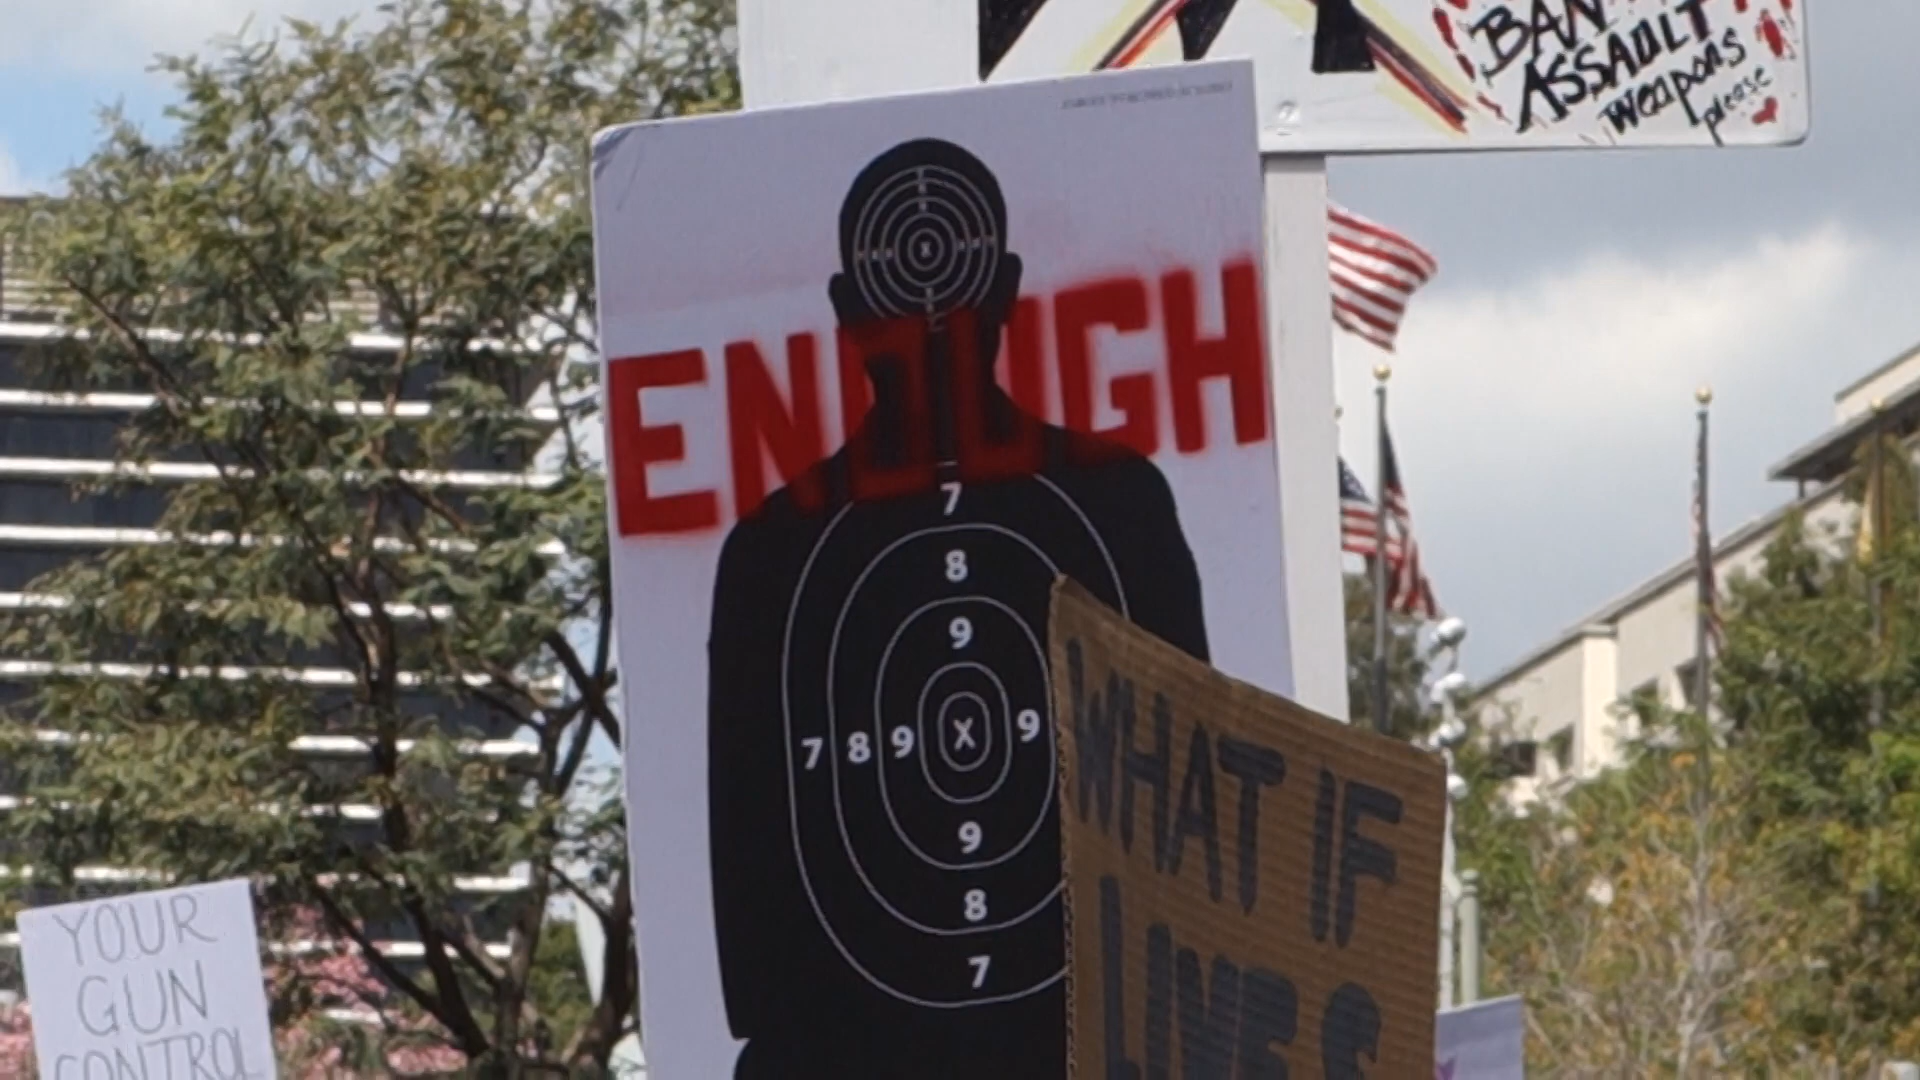 BAN
ASSAULT
weapons
please
ENOUGH
X
7
8
9
7 8 9 X 9
9
8
7
WHAT IF
LIVES
YOUR
GUN
CONTROL